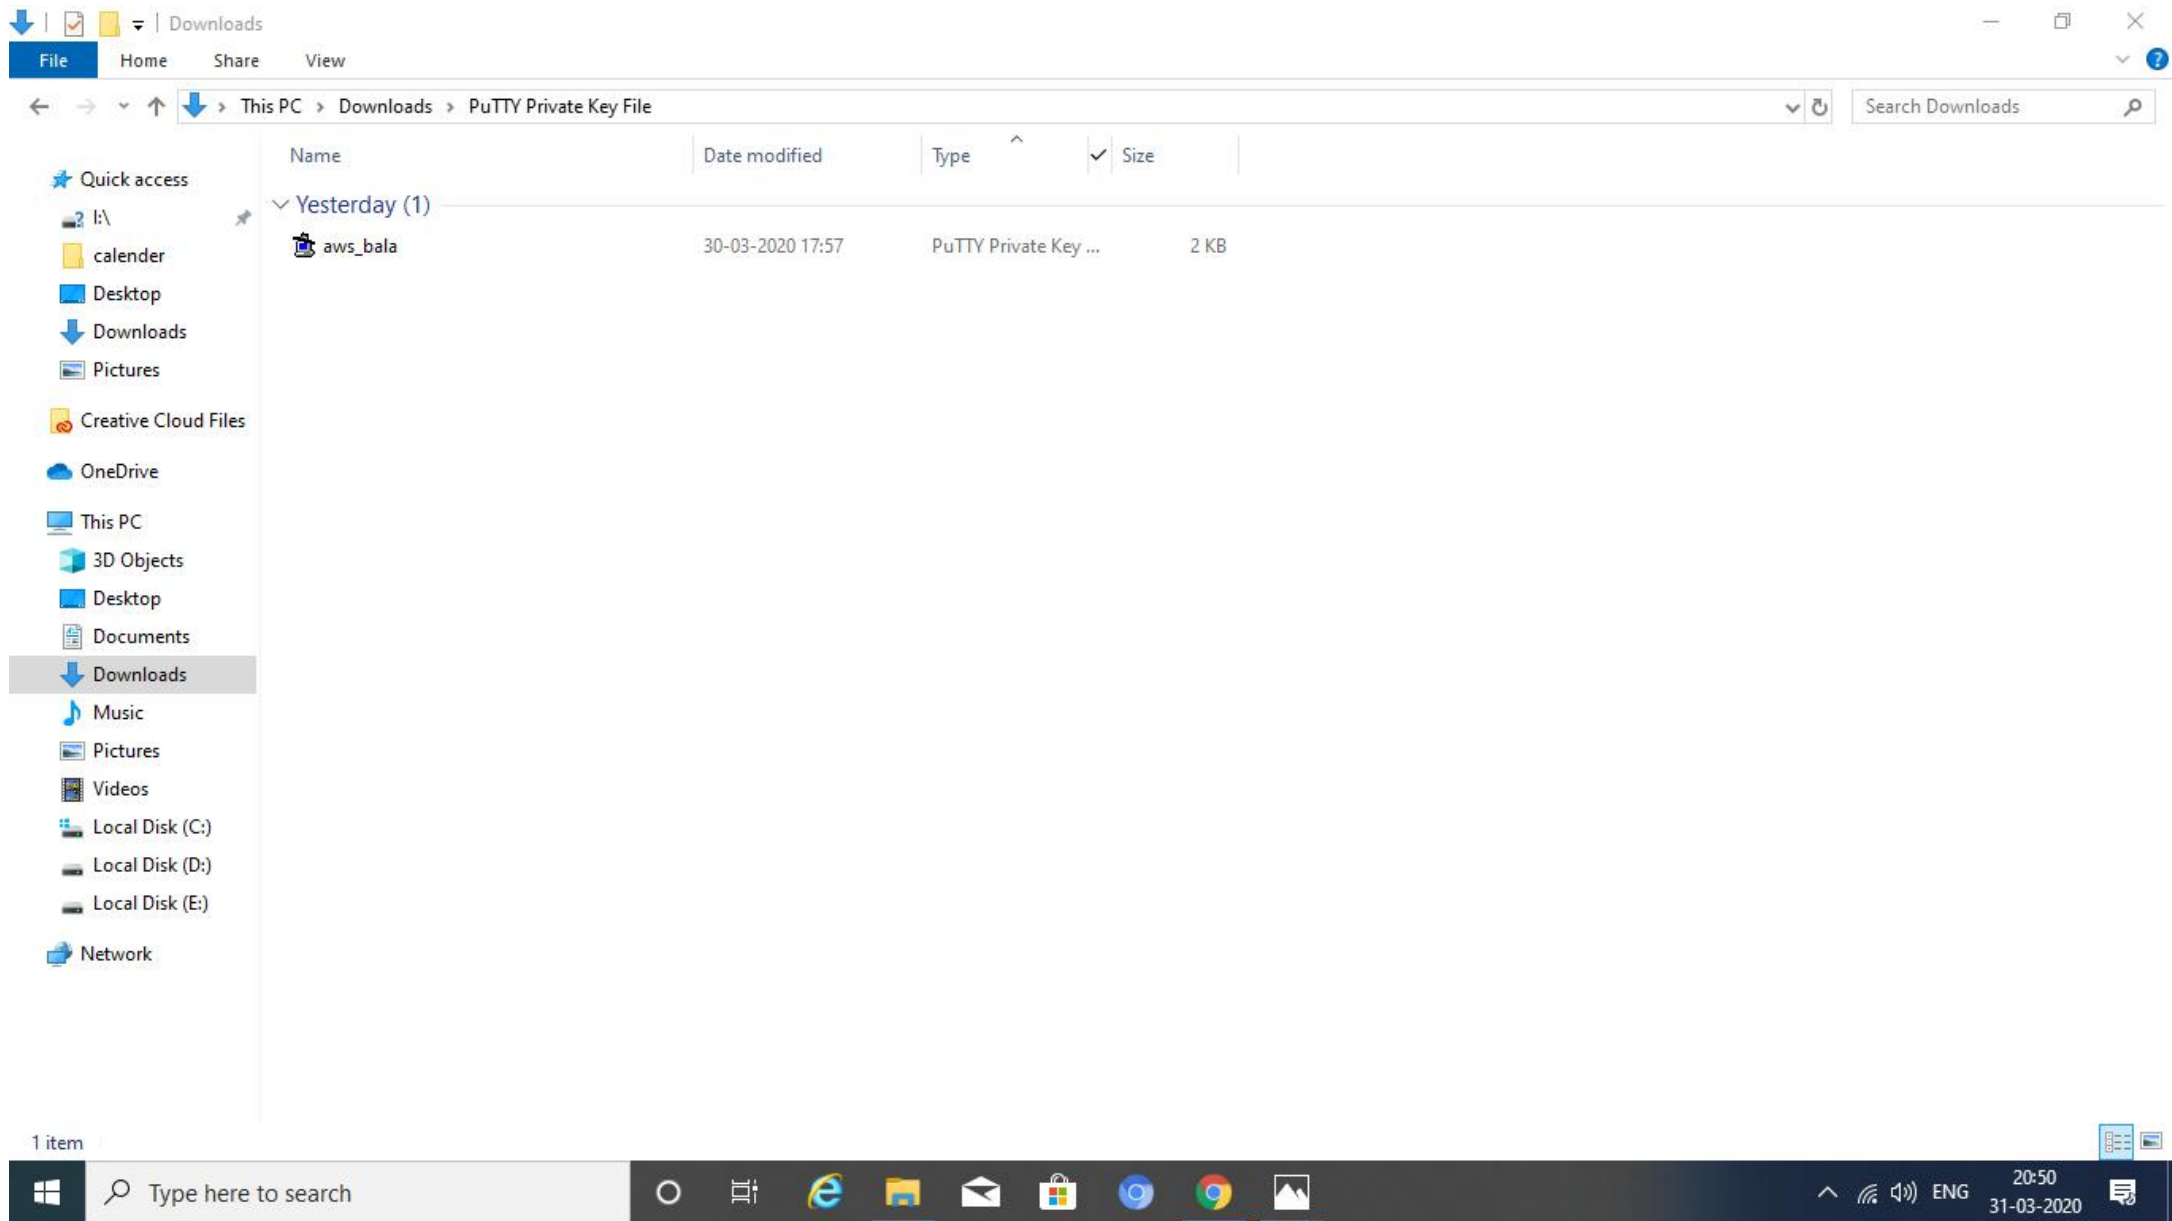 Downloads
File Home Share View
This PC > Downloads > PuTTY Private Key File
Search Downloads
Name Date modified Type Size
Quick access
I:\
calender
Desktop
Downloads
Pictures
Creative Cloud Files
OneDrive
This PC
3D Objects
Desktop
Documents
Downloads
Music
Pictures
Videos
Local Disk (C:)
Local Disk (D:)
Local Disk (E:)
Network
Yesterday (1)
aws_bala 30-03-2020 17:57 PuTTY Private Key ... 2 KB
1 item
Type here to search
ENG
20:50
31-03-2020